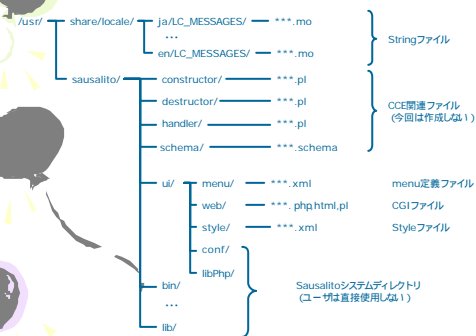 /usr/ share/locale/ ja/LC_MESSAGES/ ***.mo
...
en/LC_MESSAGES/ ***.mo
Stringファイル
sausalito/ constructor/ ***.pl
destructor/ ***.pl
handler/ ***.pl
schema/ ***.schema
CCE関連ファイル
(今回は作成しない)
ui/ menu/ ***.xml menu定義ファイル
web/ ***.php,html,pl CGIファイル
style/ ***.xml Styleファイル
conf/
libPhp/
bin/
...
lib/
Sausalitoシステムディレクトリ
(ユーザは直接使用しない)